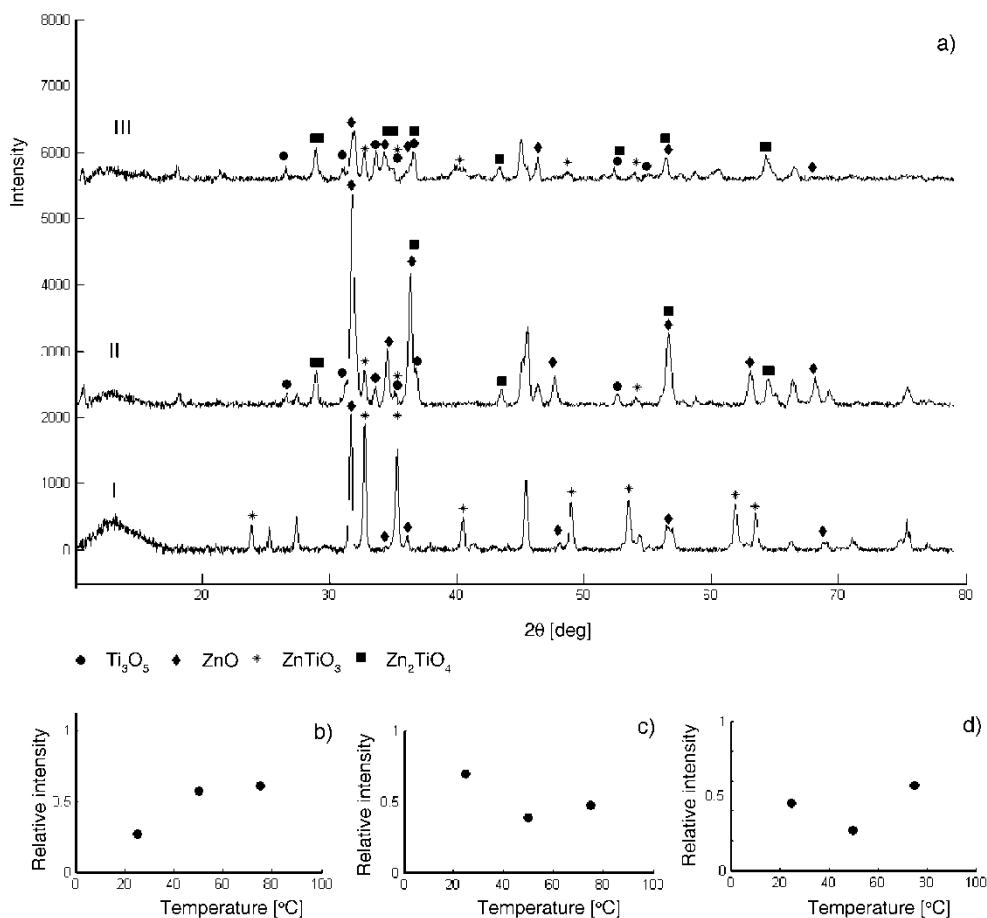 a)
8000
7000
6000
5000
4000
3000
2000
1000
0
Intensity
III
II
I
20 30 40 50 60 70 80
2θ [deg]
● Ti₃O₅ ♦ ZnO * ZnTiO₃ ■ Zn₂TiO₄
b)
1
0.5
0
Relative intensity
0 20 40 60 80 100
Temperature [°C]
c)
1
0.5
0
Relative intensity
0 20 40 60 80 100
Temperature [°C]
d)
1
0.5
0
Relative intensity
0 20 40 60 80 100
Temperature [°C]